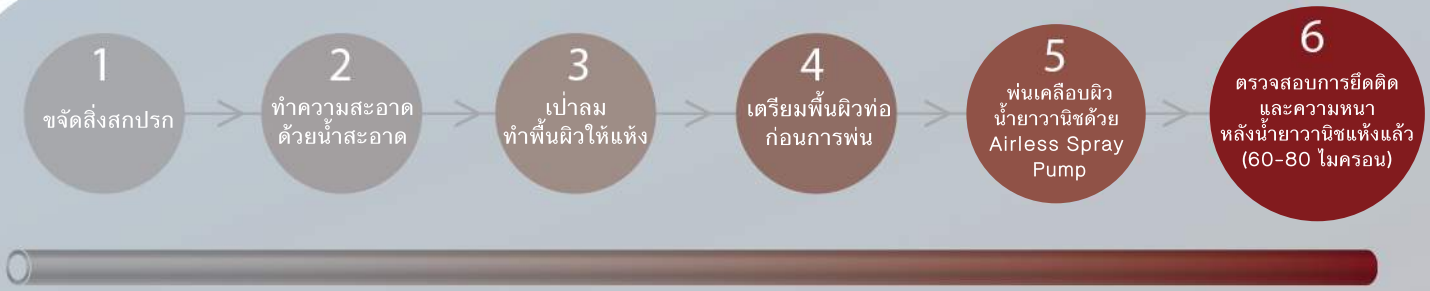 1
ขจัดสิ่งสกปรก
2
ทำความสะอาด
ด้วยน้ำสะอาด
3
เป่าลม
ทำพื้นผิวให้แห้ง
4
เตรียมพื้นผิวท่อ
ก่อนการพ่น
5
พ่นเคลือบผิว
น้ำยาวานิชด้วย
Airless Spray
Pump
6
ตรวจสอบการยึดติด
และความหนา
หลังน้ำยาวานิชแห้งแล้ว
(60-80 ไมครอน)